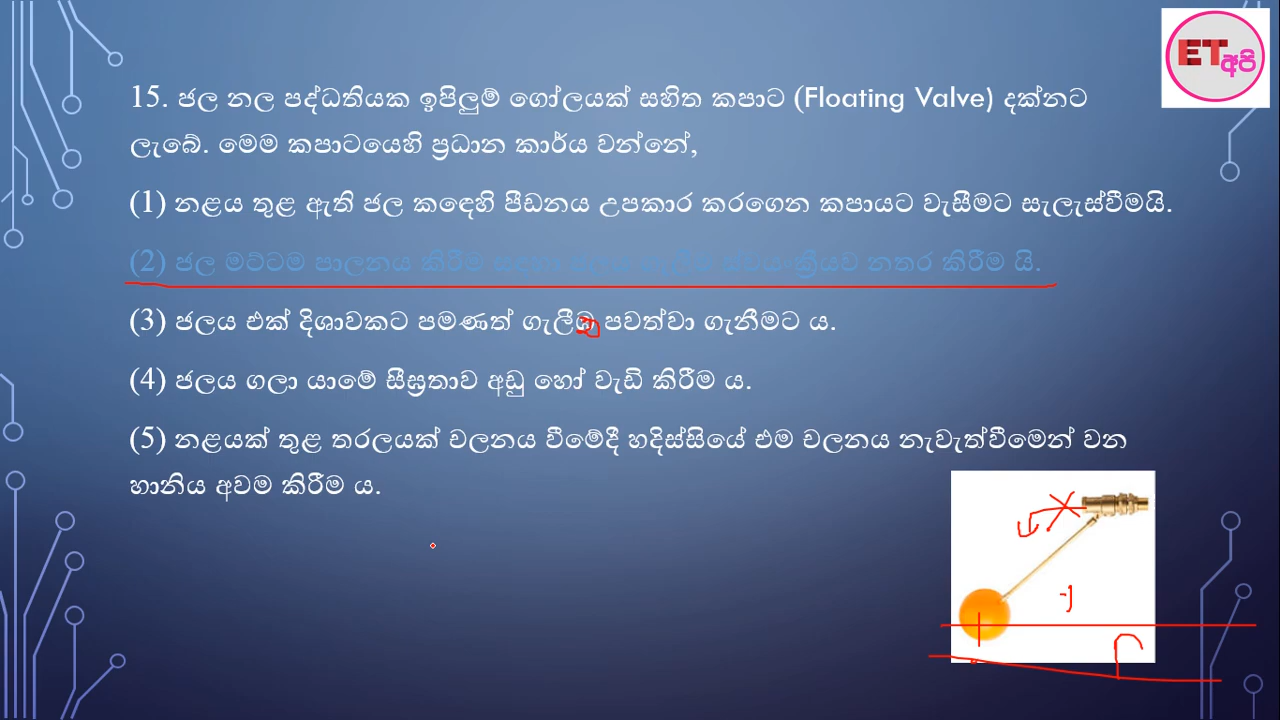 ET
අපි
15. ජල නල පද්ධතියක ඉපිලුම් ගෝලයක් සහිත කපාට (Floating Valve) දක්නට
ලැබේ. මෙම කපාටයෙහි ප්‍රධාන කාර්ය වන්නේ,
(1) නළය තුළ ඇති ජල කඳෙහි පීඩනය උපකාර කරගෙන කපායට වැසීමට සැලැස්වීමයි.
(2) ජල මට්ටම පාලනය කිරීම සඳහා ජලය ගැලීම ස්වයංක්‍රීයව නතර කිරීම යි.
(3) ජලය එක් දිශාවකට පමණත් ගැලීම පවත්වා ගැනීමට ය.
(4) ජලය ගලා යාමේ සීඝ්‍රතාව අඩු හෝ වැඩි කිරීම ය.
(5) නළයක් තුළ තරලයක් චලනය වීමේදී හදිස්සියේ එම චලනය නැවැත්වීමෙන් වන
හානිය අවම කිරීම ය.